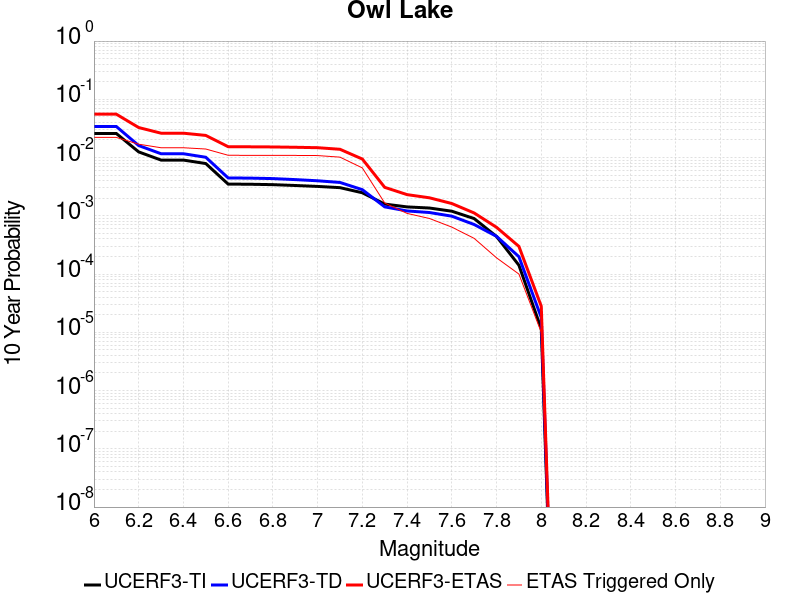 Owl Lake
10 0
10 -1
10 -2
10 -3
10 -4
10 -5
10 -6
10 -7
10 -8
10 Year Probability
6 6.2 6.4 6.6 6.8 7 7.2 7.4 7.6 7.8 8 8.2 8.4 8.6 8.8 9
Magnitude
UCERF3-TI UCERF3-TD UCERF3-ETAS ETAS Triggered Only